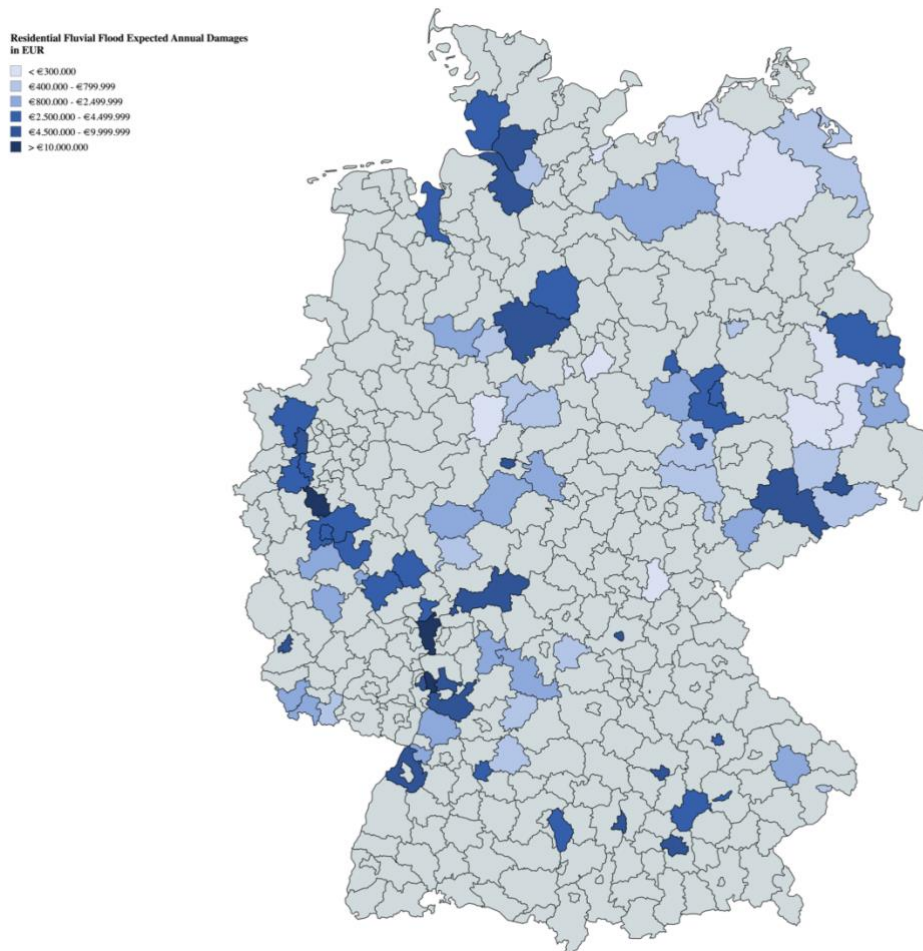 Residential Fluvial Flood Expected Annual Damages
in EUR
< €300.000
€400.000 - €799.999
€800.000 - €2.499.999
€2.500.000 - €4.499.999
€4.500.000 - €9.999.999
> €10.000.000